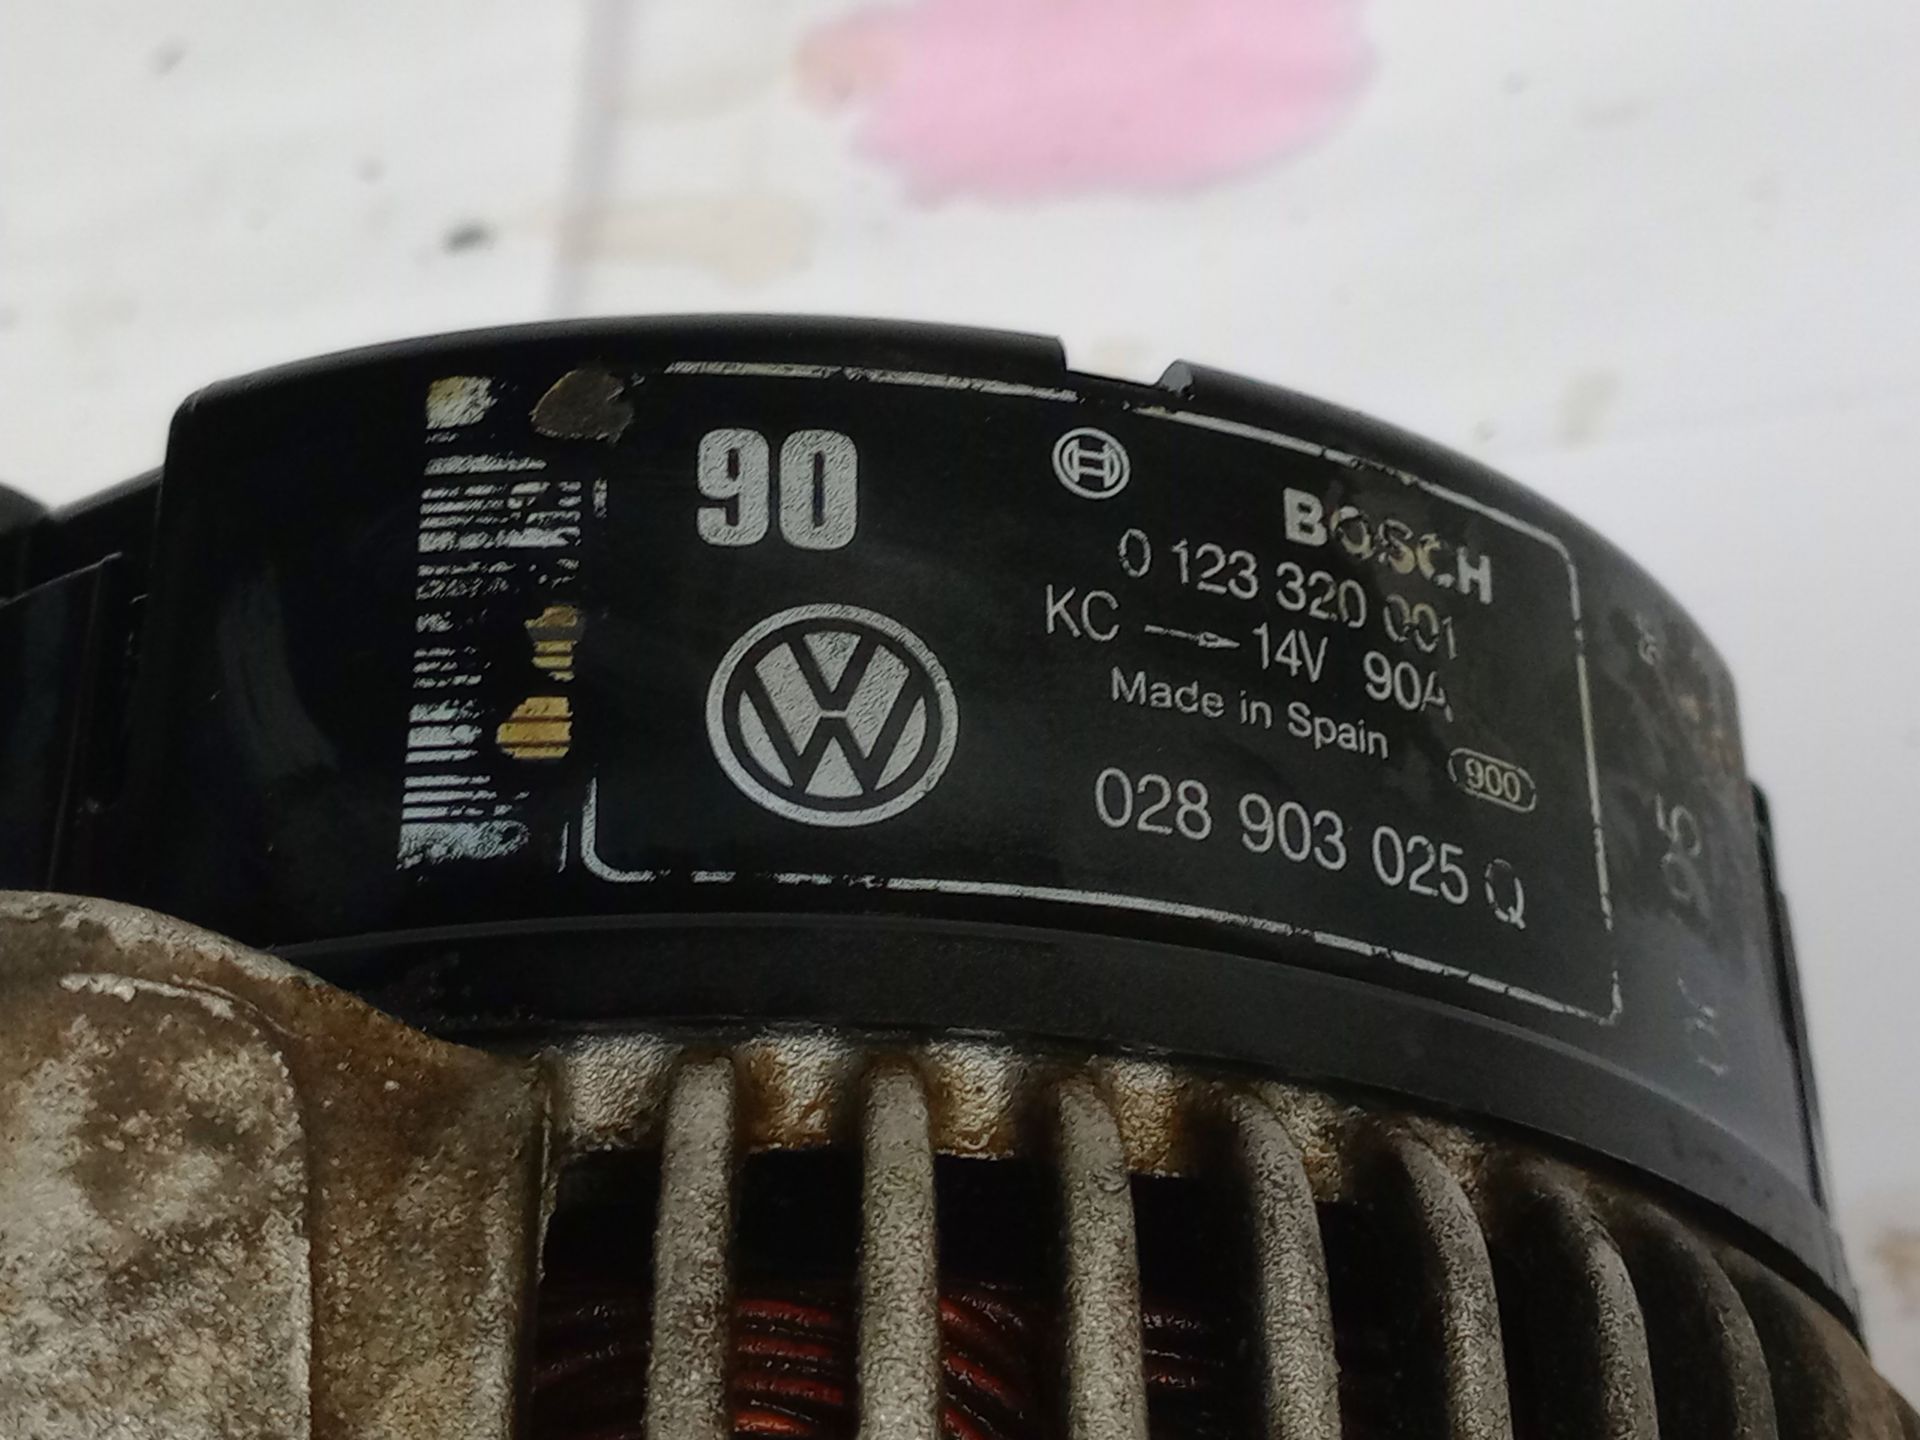 90
BOSCH
0 123 320 001
KC 14V 90A
Made in Spain
900
028 903 025 Q